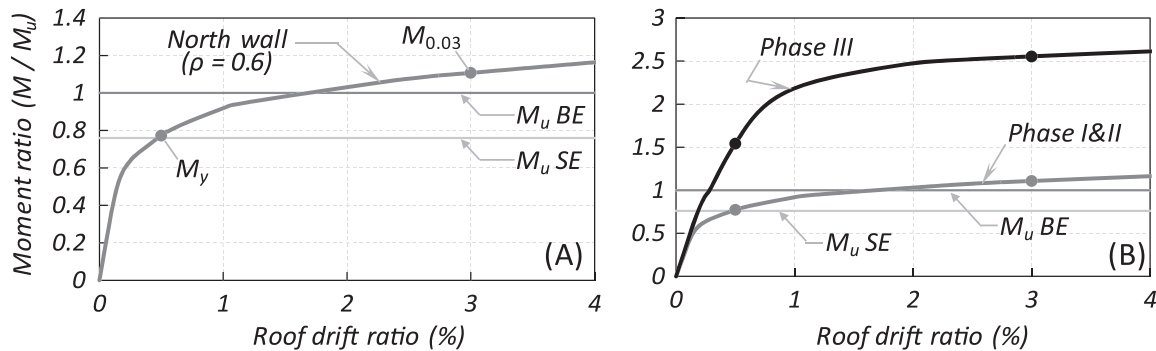 Moment ratio (M / Mu)
1.4
1.2
1
0.8
0.6
0.4
0.2
0
North wall
(ρ = 0.6)
M0.03
Mu BE
Mu SE
My
(A)
0 1 2 3 4
Roof drift ratio (%)
3
2.5
2
1.5
1
0.5
0
Phase III
Phase I&II
Mu SE
Mu BE
(B)
0 1 2 3 4
Roof drift ratio (%)